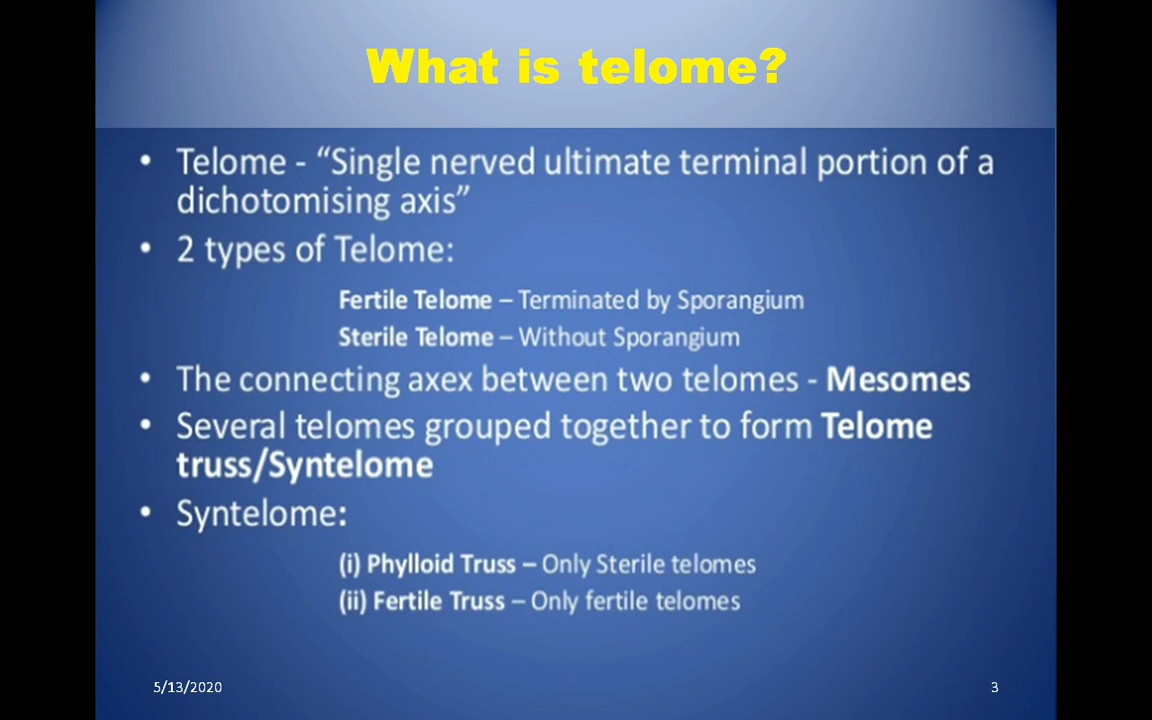 What is telome?
• Telome - “Single nerved ultimate terminal portion of a
dichotomising axis”
• 2 types of Telome:
Fertile Telome – Terminated by Sporangium
Sterile Telome – Without Sporangium
• The connecting axex between two telomes - Mesomes
• Several telomes grouped together to form Telome
truss/Syntelome
• Syntelome:
(i) Phylloid Truss – Only Sterile telomes
(ii) Fertile Truss – Only fertile telomes
5/13/2020
3